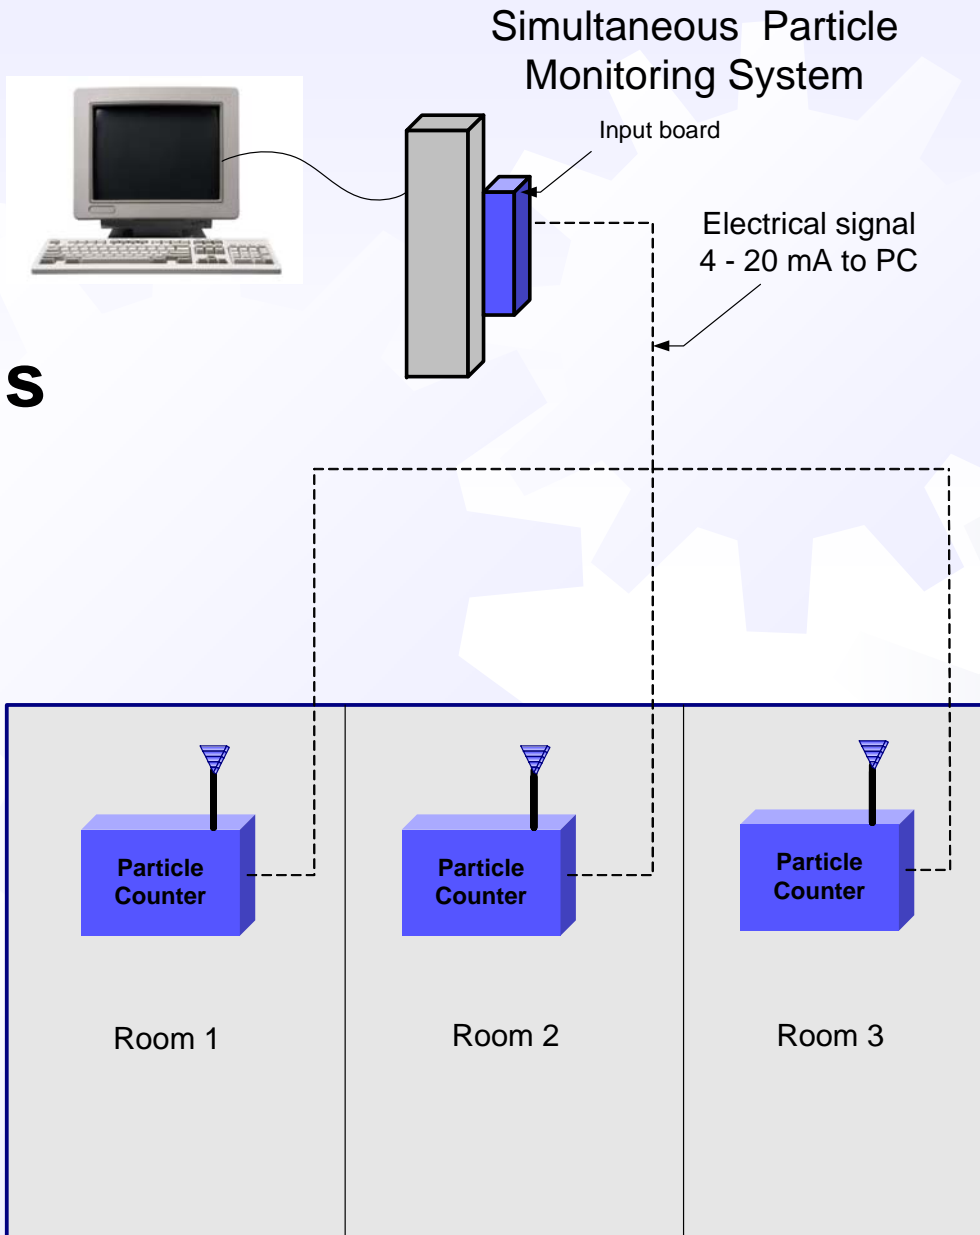 Simultaneous Particle
Monitoring System
Input board
Electrical signal
4 - 20 mA to PC
s
Particle
Counter
Particle
Counter
Particle
Counter
Room 1
Room 2
Room 3